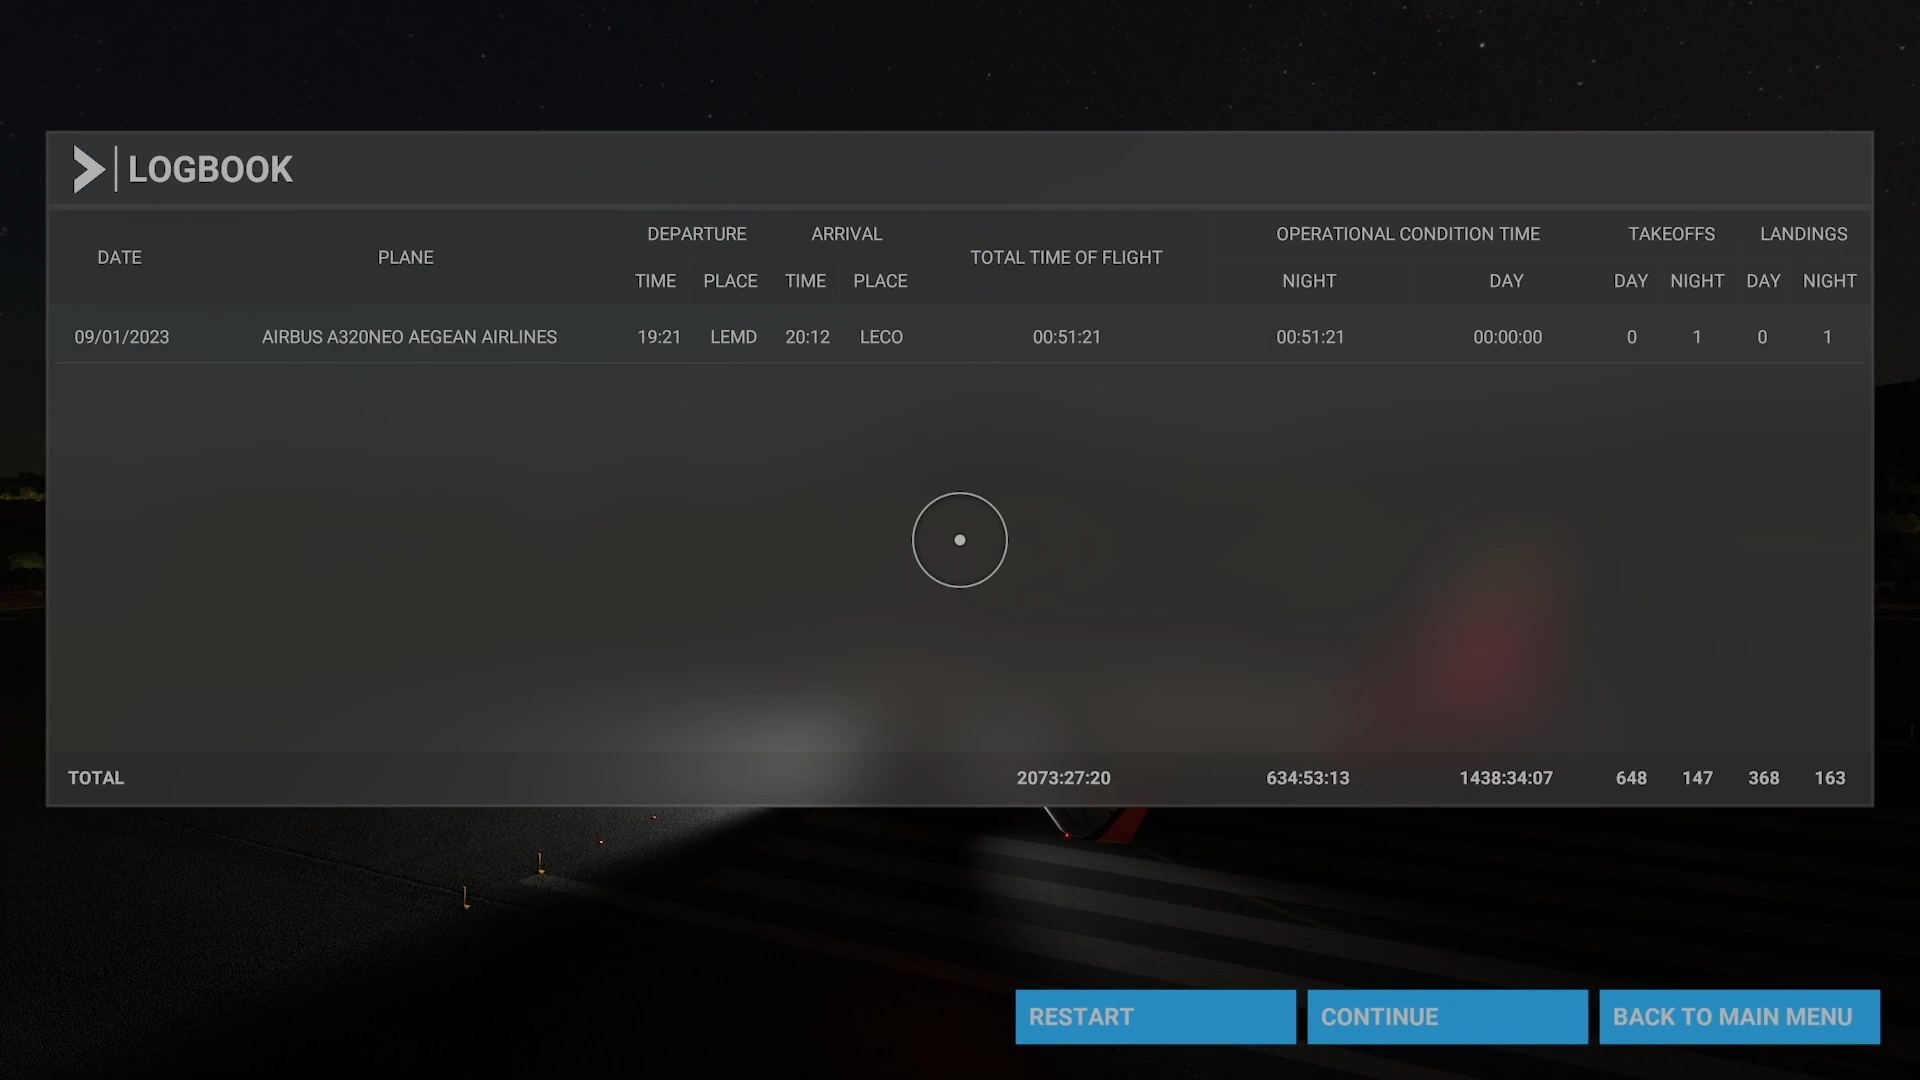 LOGBOOK
DATE PLANE DEPARTURE ARRIVAL TOTAL TIME OF FLIGHT OPERATIONAL CONDITION TIME TAKEOFFS LANDINGS
TIME PLACE TIME PLACE NIGHT DAY DAY NIGHT DAY NIGHT
09/01/2023 AIRBUS A320NEO AEGEAN AIRLINES 19:21 LEMD 20:12 LECO 00:51:21 00:51:21 00:00:00 0 1 0 1
TOTAL 2073:27:20 634:53:13 1438:34:07 648 147 368 163
RESTART CONTINUE BACK TO MAIN MENU